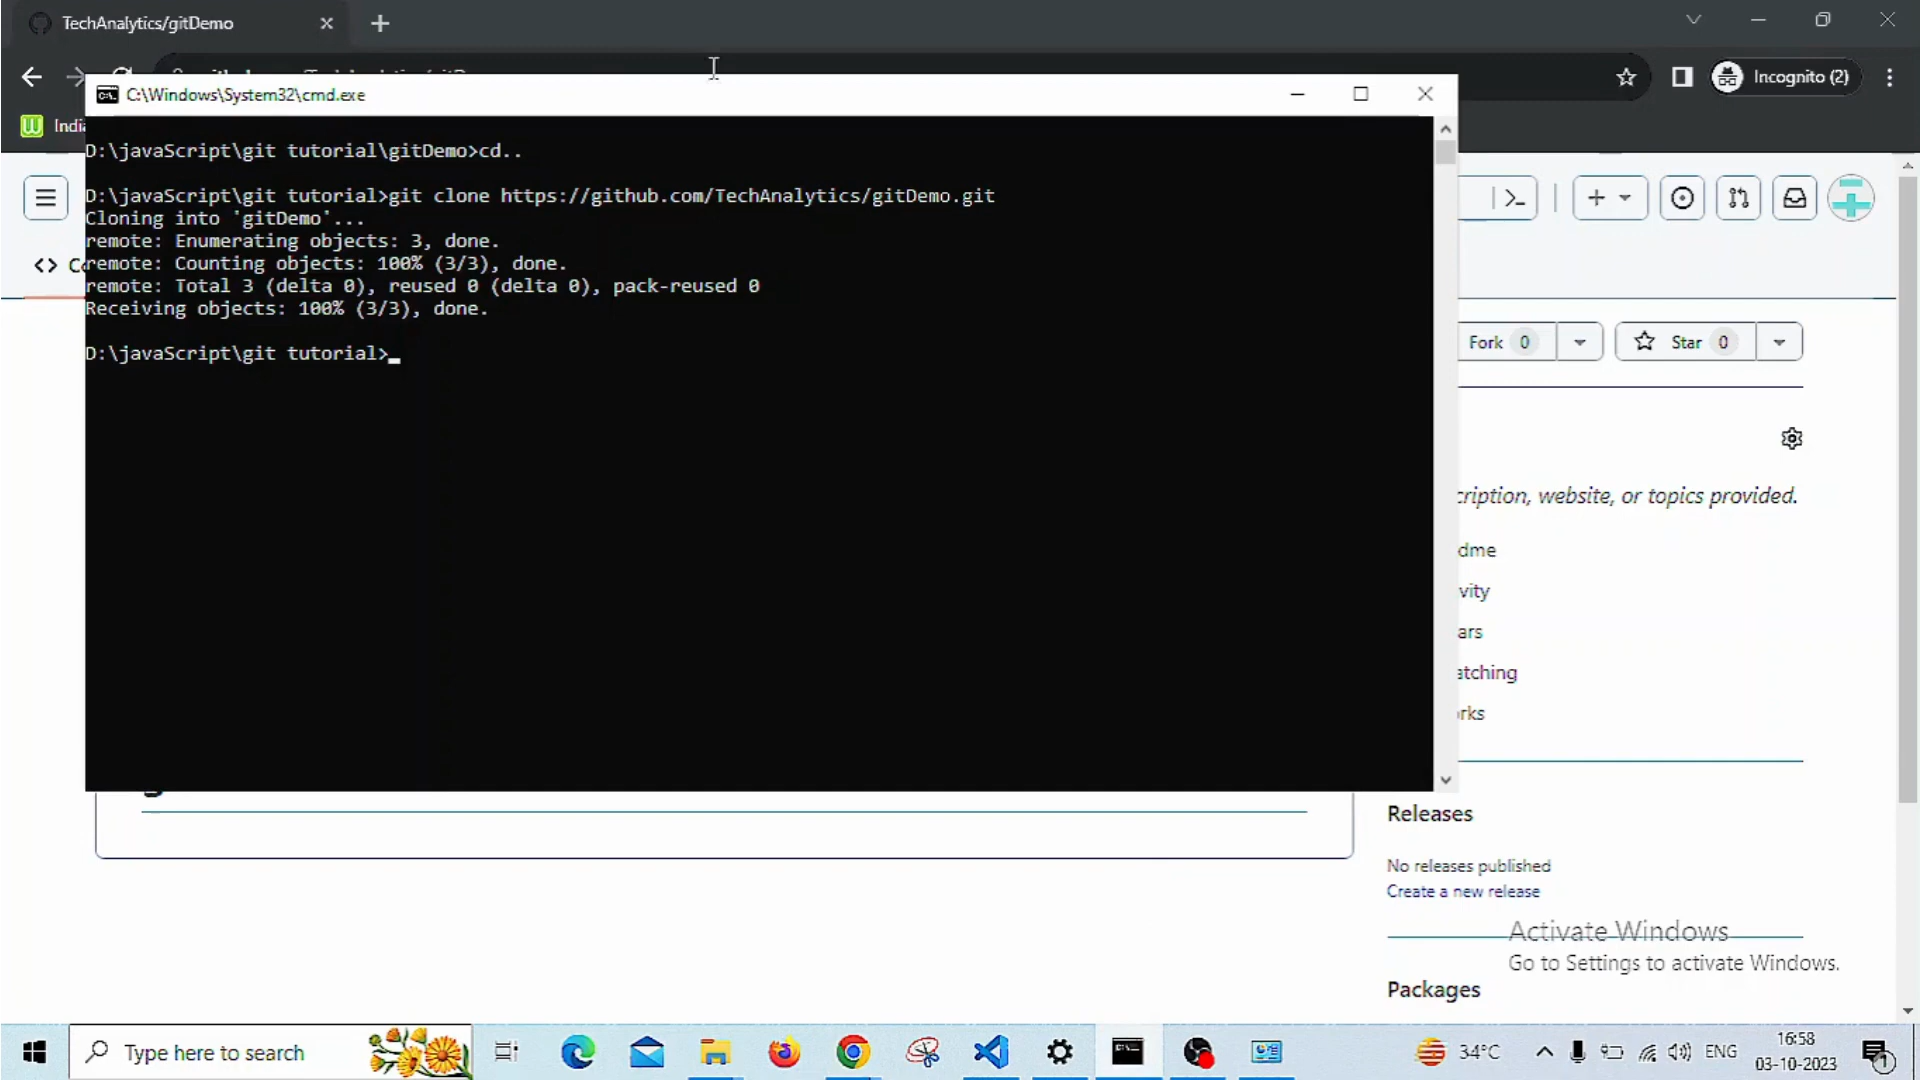 TechAnalytics/gitDemo
Incognito (2)
C:\Windows\System32\cmd.exe
D:\javaScript\git tutorial\gitDemo>cd..
D:\javaScript\git tutorial>git clone https://github.com/TechAnalytics/gitDemo.git
Cloning into 'gitDemo'...
remote: Enumerating objects: 3, done.
remote: Counting objects: 100% (3/3), done.
remote: Total 3 (delta 0), reused 0 (delta 0), pack-reused 0
Receiving objects: 100% (3/3), done.
D:\javaScript\git tutorial>
Fork 0
Star 0
cription, website, or topics provided.
dme
vity
ars
atching
rks
Releases
No releases published
Create a new release
Activate Windows
Go to Settings to activate Windows.
Packages
Type here to search
34°C
ENG
16:58
03-10-2023
1